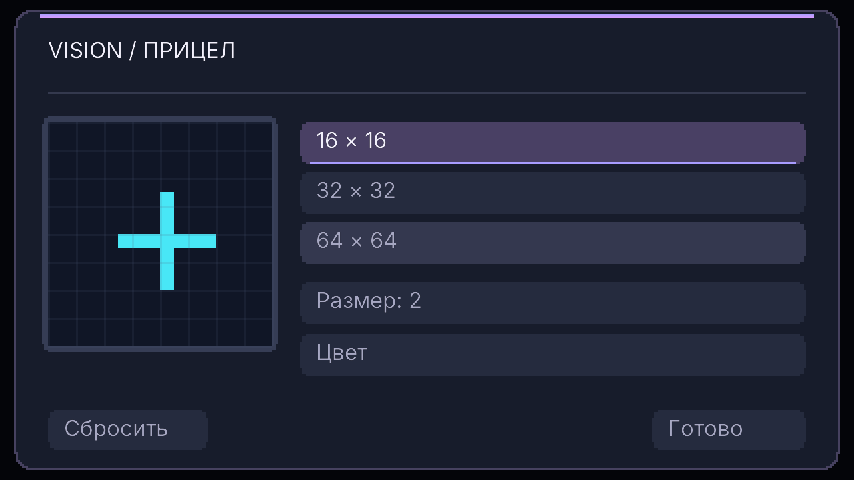 VISION / ПРИЦЕЛ
16 × 16
32 × 32
64 × 64
Размер: 2
Цвет
Сбросить
Готово